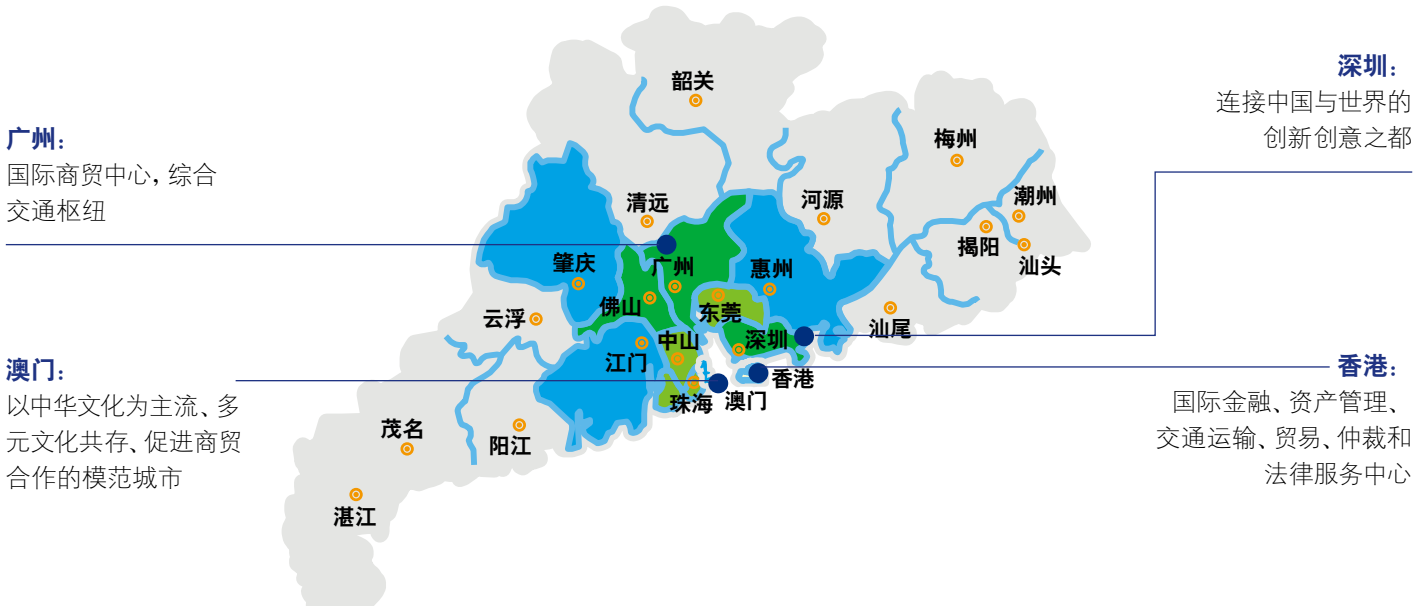 广州：
国际商贸中心，综合
交通枢纽
澳门：
以中华文化为主流、多
元文化共存、促进商贸
合作的模范城市
韶关
梅州
清远
河源
潮州
揭阳
汕头
肇庆
广州
惠州
佛山
东莞
云浮
汕尾
中山
深圳
江门
香港
珠海
澳门
茂名
阳江
湛江
深圳：
连接中国与世界的
创新创意之都
香港：
国际金融、资产管理、
交通运输、贸易、仲裁和
法律服务中心